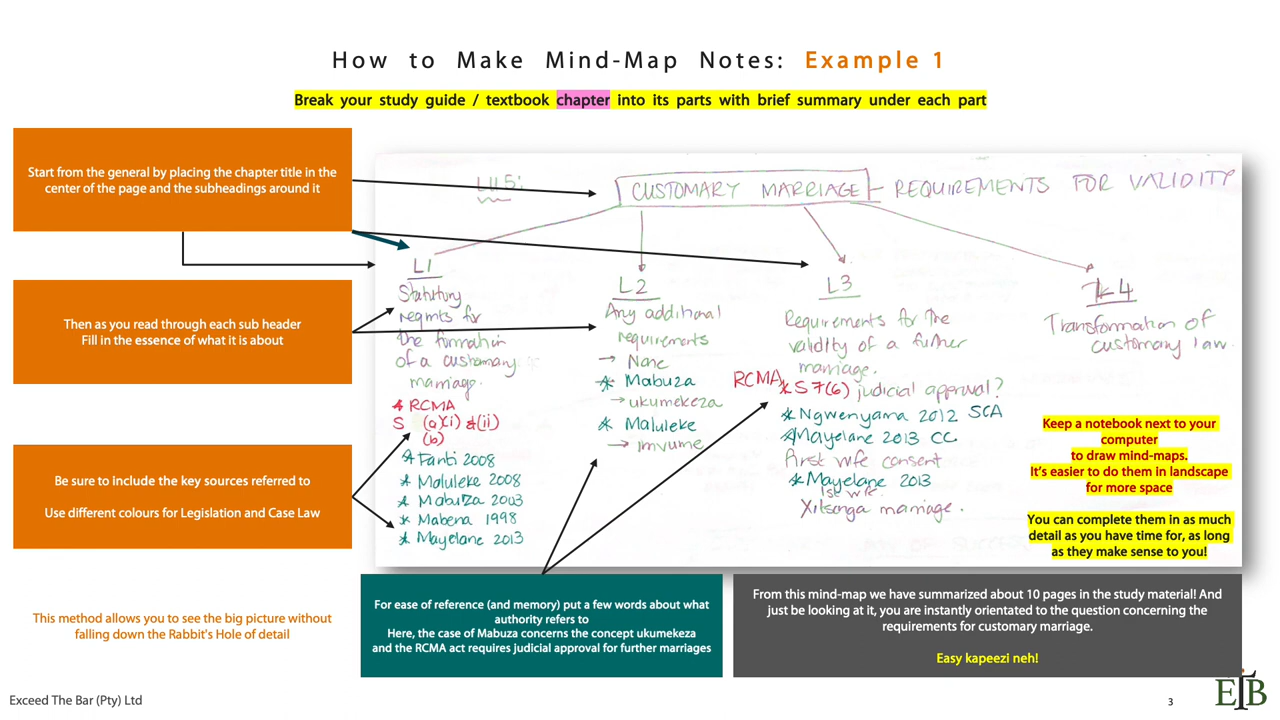 How to Make Mind-Map Notes: Example 1
Break your study guide / textbook chapter into its parts with brief summary under each part
Start from the general by placing the chapter title in the
center of the page and the subheadings around it
Then as you read through each sub header
Fill in the essence of what it is about
Be sure to include the key sources referred to
Use different colours for Legislation and Case Law
This method allows you to see the big picture without
falling down the Rabbit's Hole of detail
LU 5:
CUSTOMARY MARRIAGE - REQUIREMENTS FOR VALIDITY
L1
Statutory
reqmts for
the formation
of a customary
marriage.
* RCMA
S (a)(i) & (ii)
(b)
* Fanti 2008
* Maluleke 2008
* Mabuza 2003
* Mabena 1998
* Mayelane 2013
L2
Any additional
requirements
→ None
* Mabuza
→ ukumekeza
* Maluleke
→ imvume
L3
Requirements for the
validity of a further
marriage.
RCMA * S 7(6) judicial approval?
* Ngwenyama 2012 SCA
* Mayelane 2013 CC
first wife consent
* Mayelane 2013
1st wife
Xitsonga marriage.
L4
Transformation of
customary law.
Keep a notebook next to your
computer
to draw mind-maps.
It's easier to do them in landscape
for more space
You can complete them in as much
detail as you have time for, as long
as they make sense to you!
For ease of reference (and memory) put a few words about what
authority refers to
Here, the case of Mabuza concerns the concept ukumekeza
and the RCMA act requires judicial approval for further marriages
From this mind-map we have summarized about 10 pages in the study material! And
just be looking at it, you are instantly orientated to the question concerning the
requirements for customary marriage.
Easy kapeezi neh!
Exceed The Bar (Pty) Ltd
3
ETB